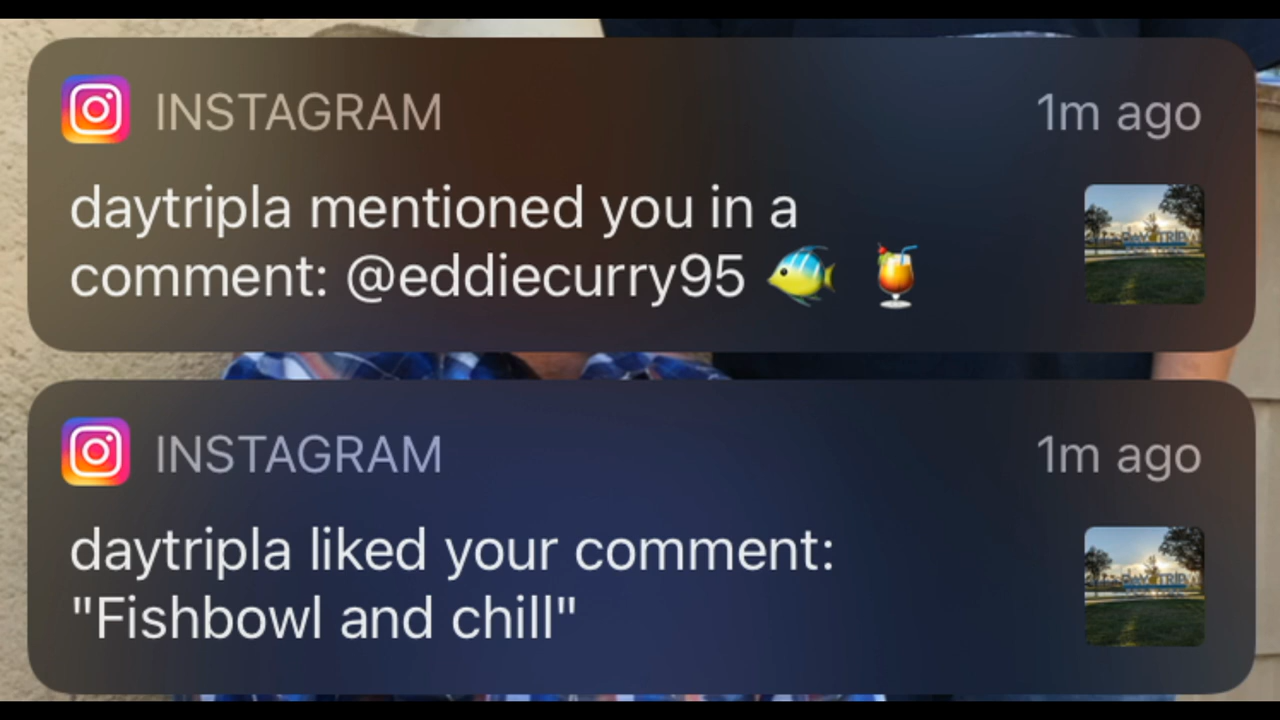 INSTAGRAM 1m ago
daytripla mentioned you in a
comment: @eddiecurry95 🐠 🍹
INSTAGRAM 1m ago
daytripla liked your comment:
"Fishbowl and chill"